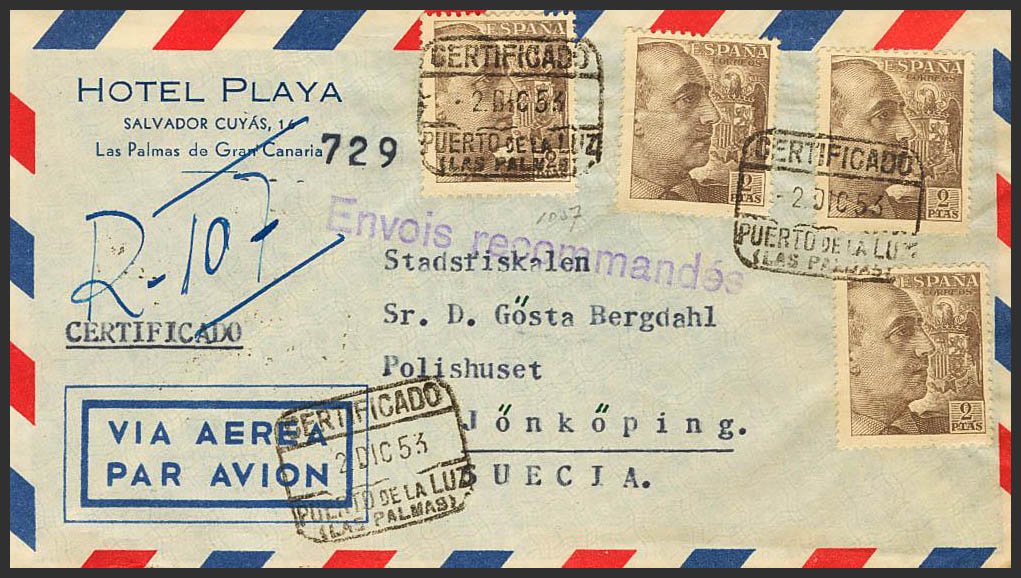 HOTEL PLAYA
SALVADOR CUYÁS, 16
Las Palmas de Gran Canaria
729
R-107
CERTIFICADO
VIA AEREA
PAR AVION
CERTIFICADO
2 DIC 53
PUERTO DE LA LUZ
(LAS PALMAS)
CERTIFICADO
- 2. DIC 53
PUERTO DE LA LUZ
(LAS PALMAS)
ESPAÑA
CORREOS
2
PTAS
ESPAÑA
CORREOS
2
PTAS
CERTIFICADO
- 2. DIC 53
PUERTO DE LA LUZ
(LAS PALMAS)
ESPAÑA
CORREOS
2
PTAS
1057
Envois recommandés
Stadsfiskalen
Sr. D. Gösta Bergdahl
Polishuset
Jönköping.
SUECIA.